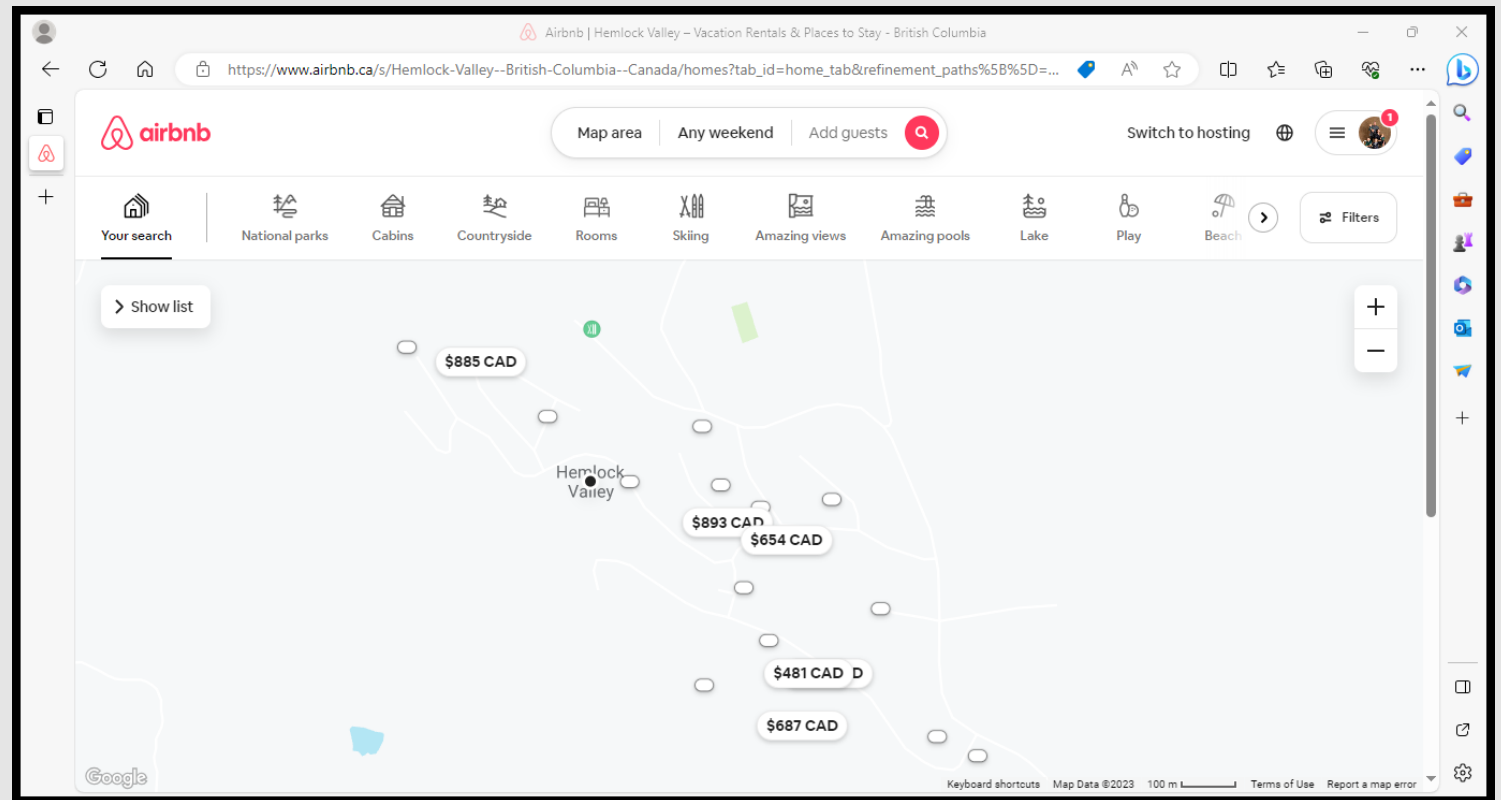 Airbnb | Hemlock Valley – Vacation Rentals & Places to Stay - British Columbia
https://www.airbnb.ca/s/Hemlock-Valley--British-Columbia--Canada/homes?tab_id=home_tab&refinement_paths%5B%5D=...
airbnb
Map area Any weekend Add guests
Switch to hosting
1
Your search National parks Cabins Countryside Rooms Skiing Amazing views Amazing pools Lake Play Beach
Filters
Show list
$885 CAD
Hemlock
Valley
$893 CAD
$654 CAD
$481 CAD D
$687 CAD
Google
Keyboard shortcuts Map Data ©2023 100 m Terms of Use Report a map error